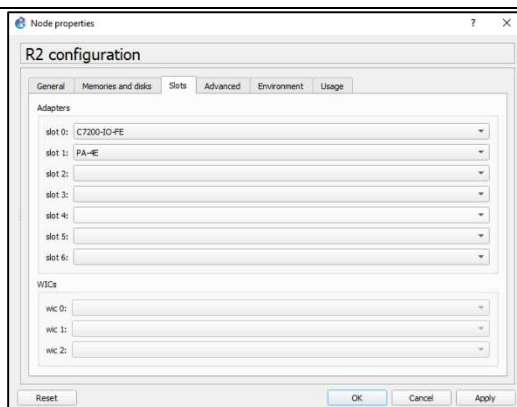 Node properties ? ×
R2 configuration
General Memories and disks Slots Advanced Environment Usage
Adapters
slot 0: C7200-IO-FE
slot 1: PA-4E
slot 2:
slot 3:
slot 4:
slot 5:
slot 6:
WICs
wic 0:
wic 1:
wic 2:
Reset OK Cancel Apply